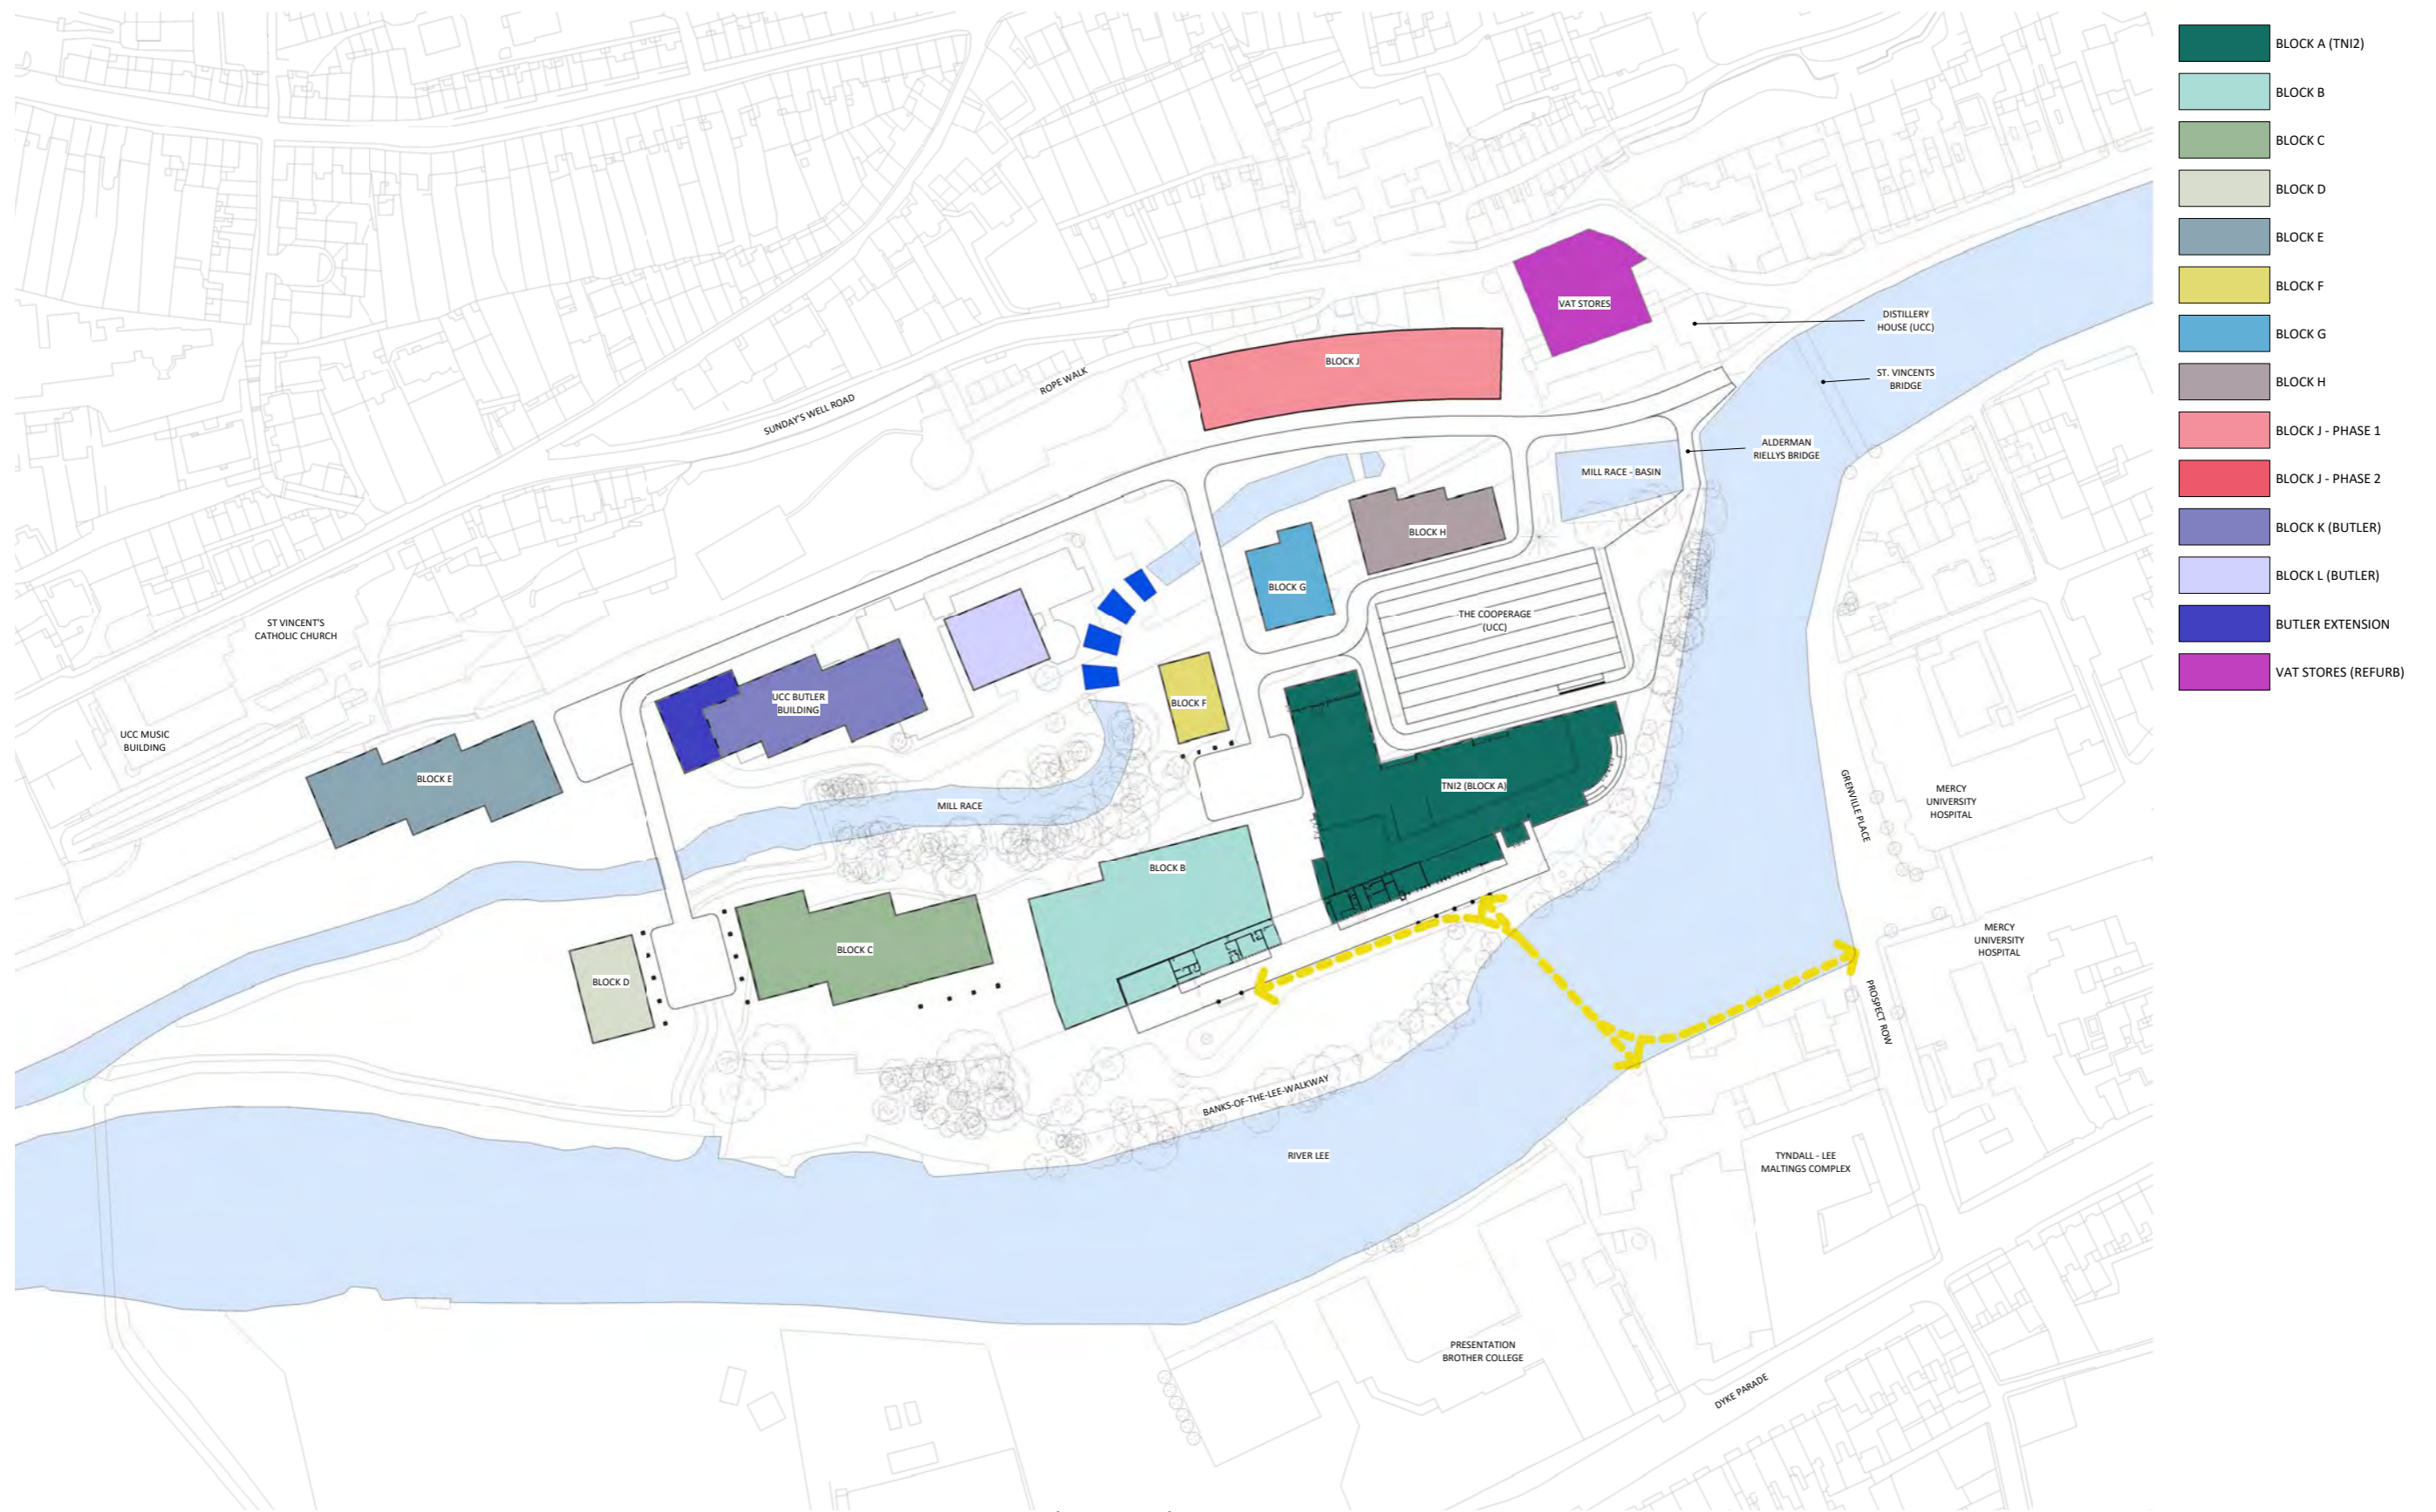 BLOCK A (TNI2)
BLOCK B
BLOCK C
BLOCK D
BLOCK E
BLOCK F
BLOCK G
BLOCK H
BLOCK J - PHASE 1
BLOCK J - PHASE 2
BLOCK K (BUTLER)
BLOCK L (BUTLER)
BUTLER EXTENSION
VAT STORES (REFURB)
VAT STORES
DISTILLERY
HOUSE (UCC)
ST. VINCENTS
BRIDGE
BLOCK J
ROPE WALK
SUNDAY'S WELL ROAD
ALDERMAN
RIELLYS BRIDGE
MILL RACE - BASIN
BLOCK H
BLOCK G
THE COOPERAGE
(UCC)
ST VINCENT'S
CATHOLIC CHURCH
UCC BUTLER
BUILDING
BLOCK F
UCC MUSIC
BUILDING
BLOCK E
TNI2 (BLOCK A)
MILL RACE
GRENVILLE PLACE
MERCY
UNIVERSITY
HOSPITAL
BLOCK B
BLOCK C
BLOCK D
MERCY
UNIVERSITY
HOSPITAL
PROSPECT ROW
BANKS-OF-THE-LEE-WALKWAY
RIVER LEE
TYNDALL - LEE
MALTINGS COMPLEX
PRESENTATION
BROTHER COLLEGE
DYKE PARADE